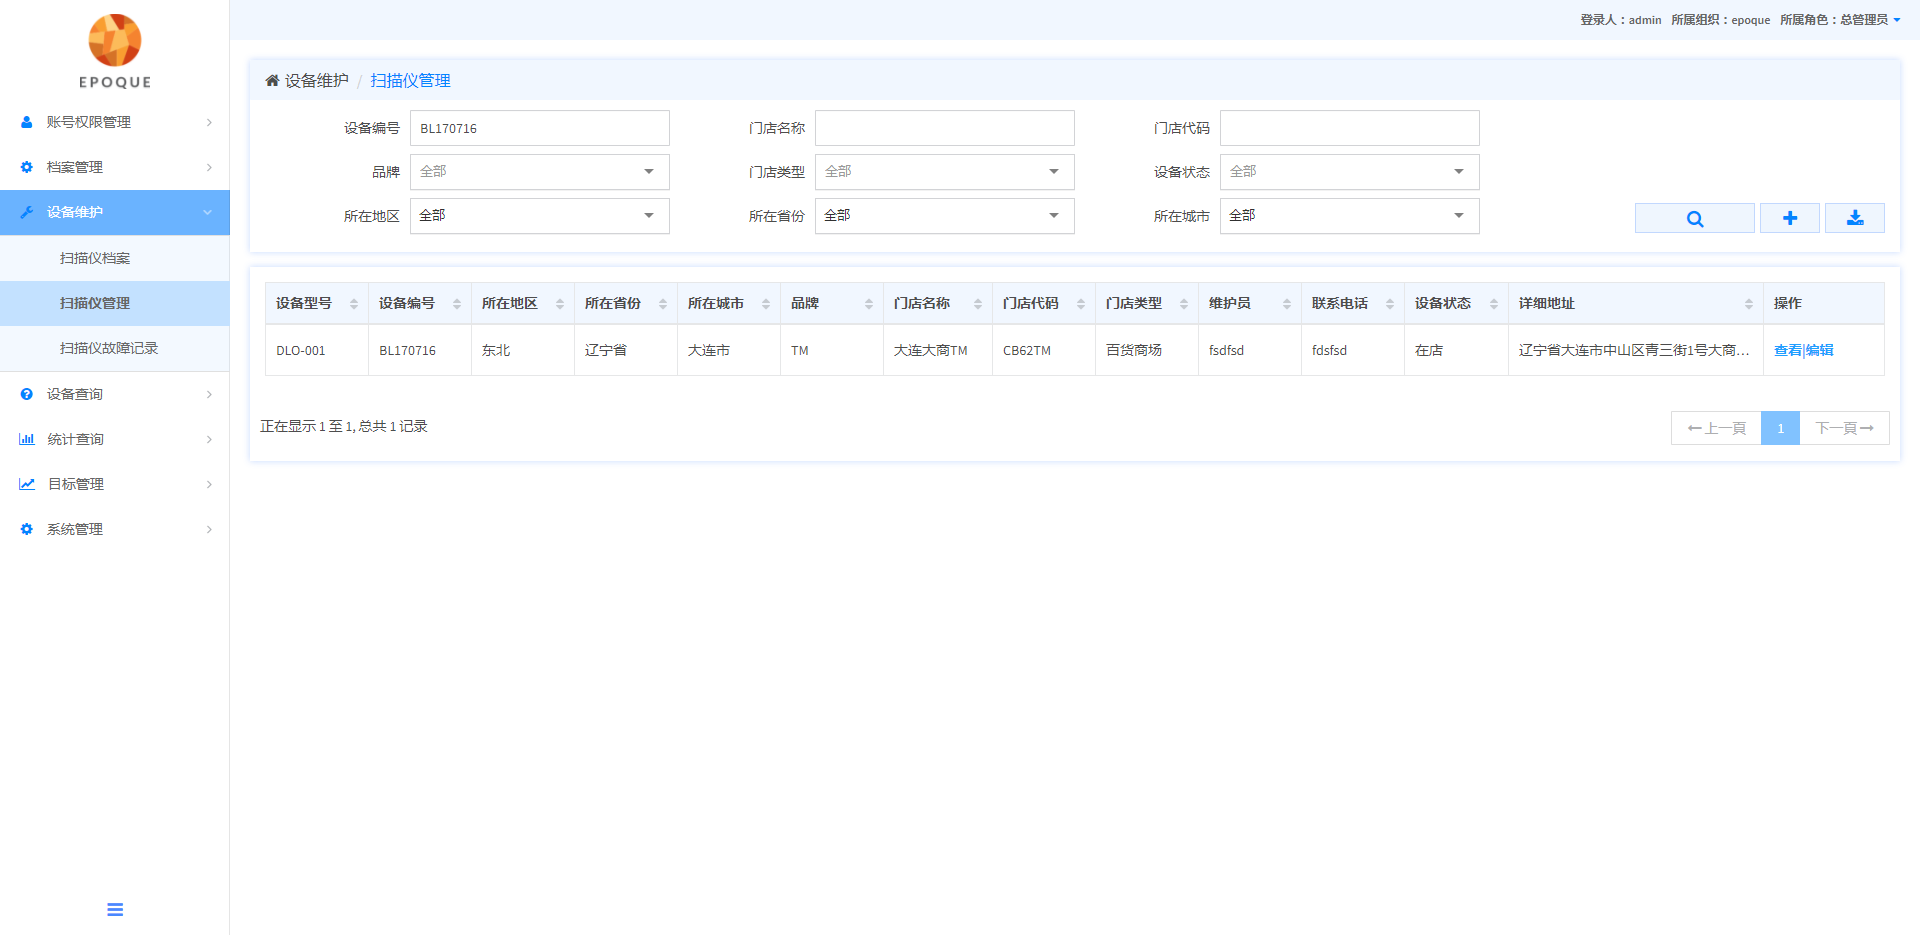 EPOQUE
登录人：admin 所属组织：epoque 所属角色：总管理员
账号权限管理
档案管理
设备维护
扫描仪档案
扫描仪管理
扫描仪故障记录
设备查询
统计查询
目标管理
系统管理
设备维护 / 扫描仪管理
设备编号 BL170716 门店名称 门店代码
品牌 全部 门店类型 全部 设备状态 全部
所在地区 全部 所在省份 全部 所在城市 全部
设备型号 设备编号 所在地区 所在省份 所在城市 品牌 门店名称 门店代码 门店类型 维护员 联系电话 设备状态 详细地址 操作
DLO-001 BL170716 东北 辽宁省 大连市 TM 大连大商TM CB62TM 百货商场 fsdfsd fdsfsd 在店 辽宁省大连市中山区青三街1号大商... 查看|编辑
正在显示 1 至 1, 总共 1 记录
←上一頁 1 下一頁→